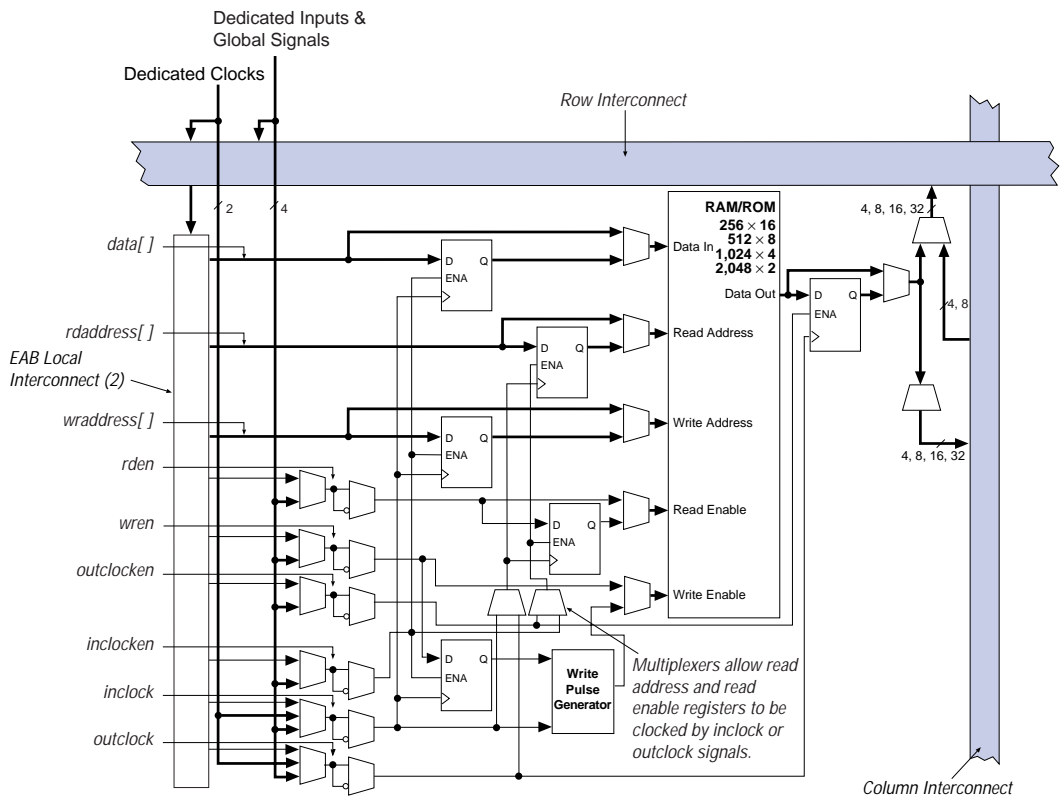 Dedicated Inputs &
Global Signals
Dedicated Clocks
Row Interconnect
2
4
4, 8, 16, 32
RAM/ROM
256 × 16
512 × 8
1,024 × 4
2,048 × 2
data[ ]
D
Q
ENA
Data In
Data Out
D
Q
ENA
4, 8
rdaddress[ ]
D
Q
ENA
Read Address
EAB Local
Interconnect (2)
wraddress[ ]
D
Q
ENA
Write Address
4, 8, 16, 32
rden
D
Q
ENA
Read Enable
wren
outclocken
Write Enable
inclocken
D
Q
ENA
Write
Pulse
Generator
Multiplexers allow read
address and read
enable registers to be
clocked by inclock or
outclock signals.
inclock
outclock
Column Interconnect